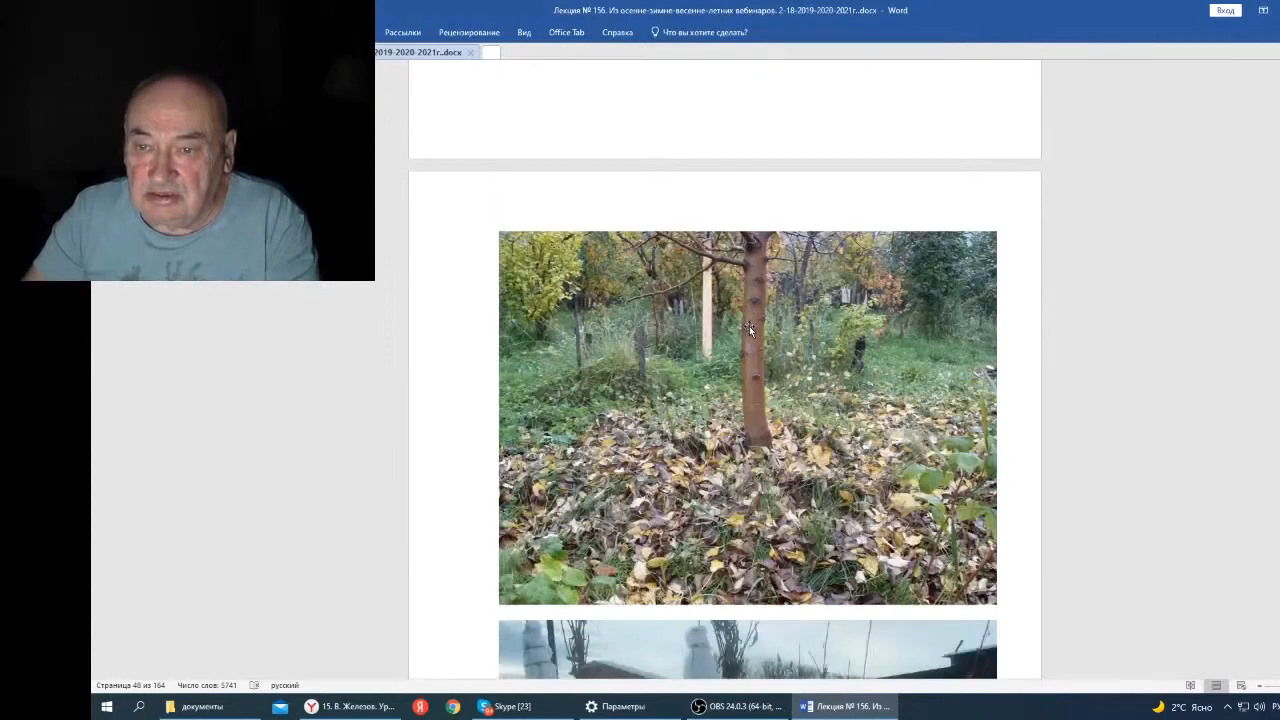 Лекция № 156. Из осенне-зимне-весенне-летних вебинаров. 2-18-2019-2020-2021г..docx - Word
Вход
Рассылки Рецензирование Вид Office Tab Справка Что вы хотите сделать?
2019-2020-2021г..docx
Страница 48 из 164 Число слов: 5741 русский
документы 15. В. Железов. Ур... Skype [23] Параметры OBS 24.0.3 (64-bit, ... Лекция № 156. Из ... 2°C Ясно